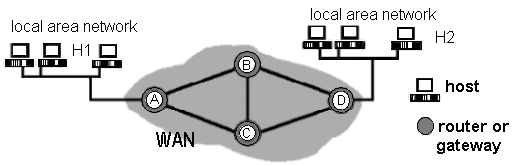 local area network
local area network
H1
H2
B
A
D
C
WAN
host
router or
gateway